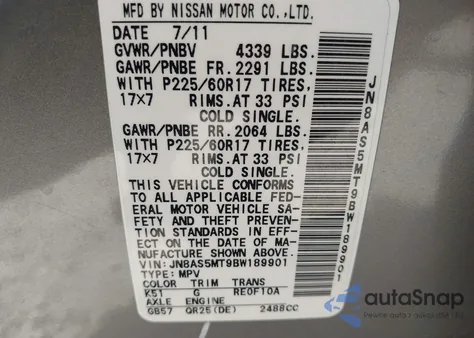 MFD BY NISSAN MOTOR CO.,LTD.
DATE 7/11
GVWR/PNBV 4339 LBS.
GAWR/PNBE FR. 2291 LBS.
WITH P225/60R17 TIRES,
17x7 RIMS.AT 33 PSI
COLD SINGLE.
GAWR/PNBE RR. 2064 LBS.
WITH P225/60R17 TIRES,
17x7 RIMS.AT 33 PSI
COLD SINGLE.
THIS VEHICLE CONFORMS
TO ALL APPLICABLE FED-
ERAL MOTOR VEHICLE SA-
FETY AND THEFT PREVENT-
ION STANDARDS IN EFF-
ECT ON THE DATE OF MA-
NUFACTURE SHOWN ABOVE.
VIN: JN8AS5MT9BW189901
TYPE: MPV
COLOR TRIM TRANS
K51 G RE0F10A
AXLE ENGINE
GB57 QR25(DE) 2488CC
JN8AS5MT9BW189901
autaSnap